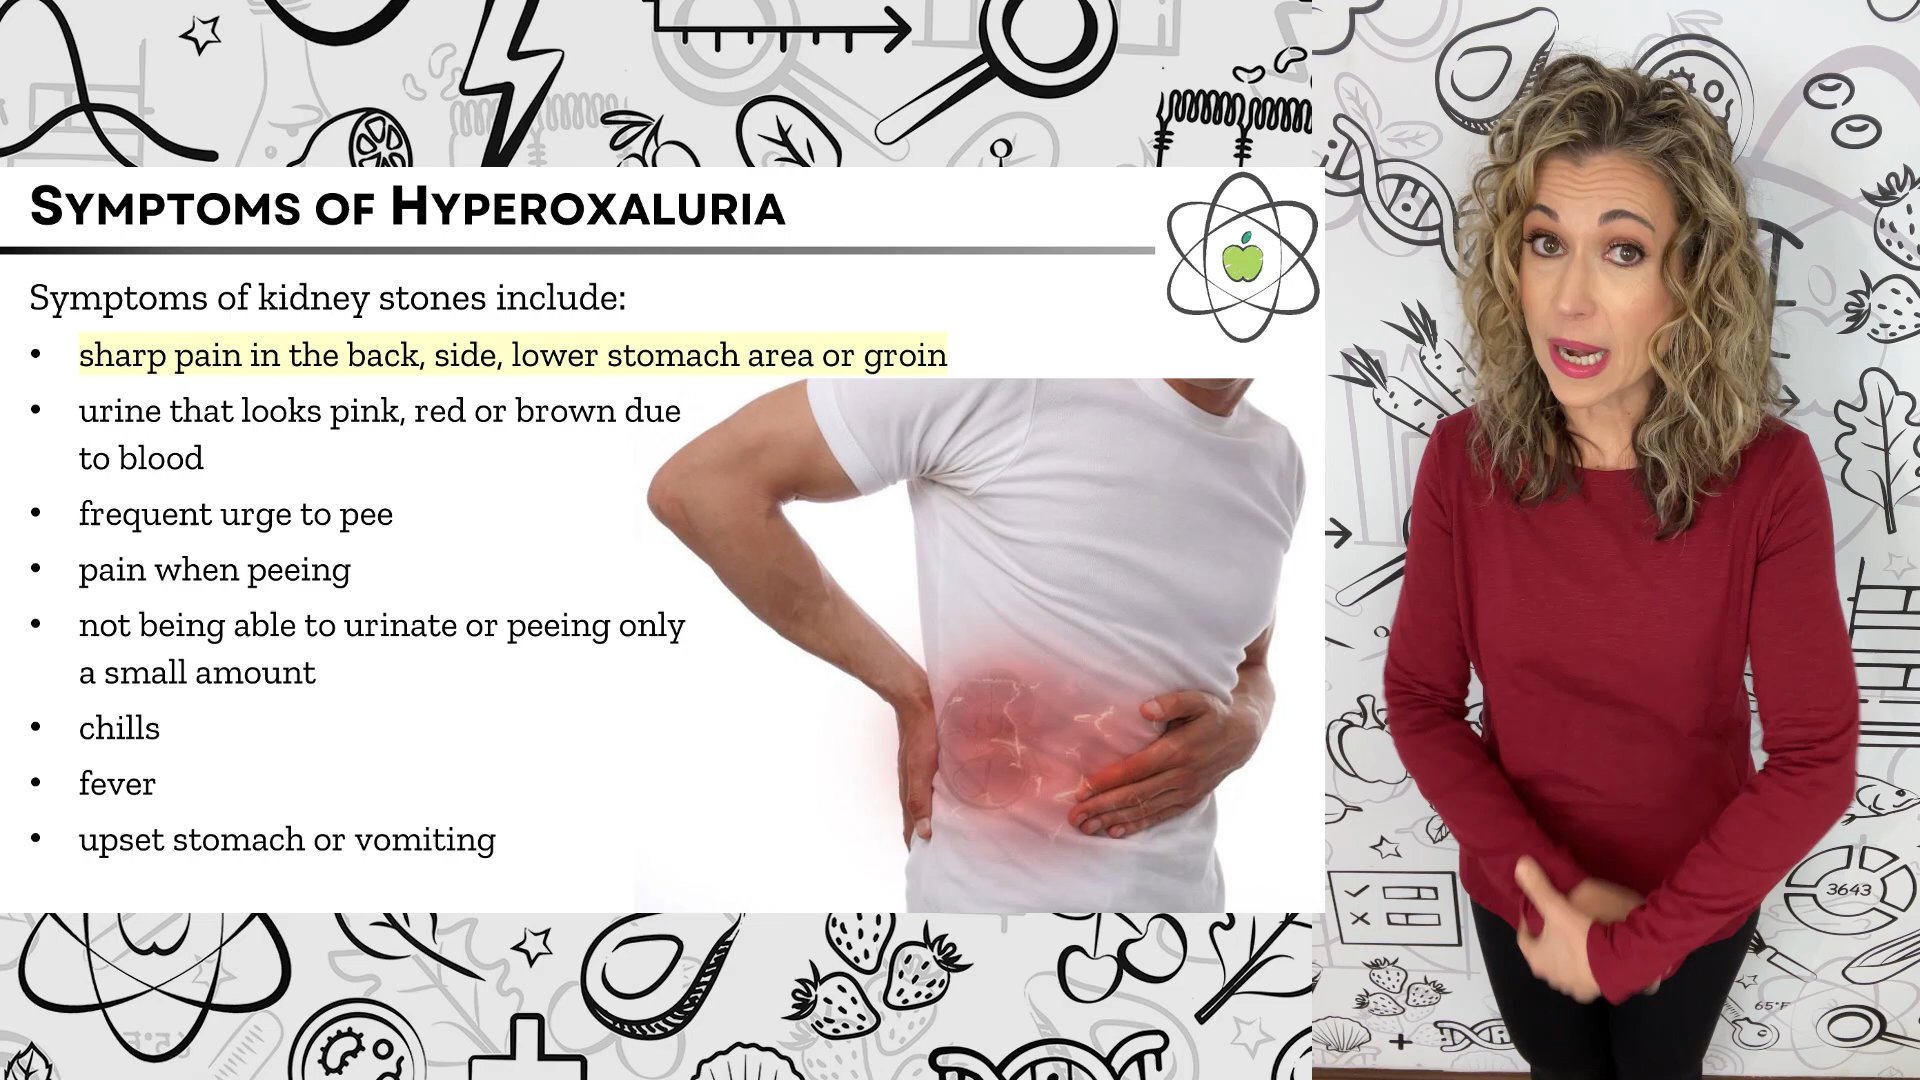 SYMPTOMS OF HYPEROXALURIA
Symptoms of kidney stones include:
• sharp pain in the back, side, lower stomach area or groin
• urine that looks pink, red or brown due
to blood
• frequent urge to pee
• pain when peeing
• not being able to urinate or peeing only
a small amount
• chills
• fever
• upset stomach or vomiting
3643
65°F
65°F